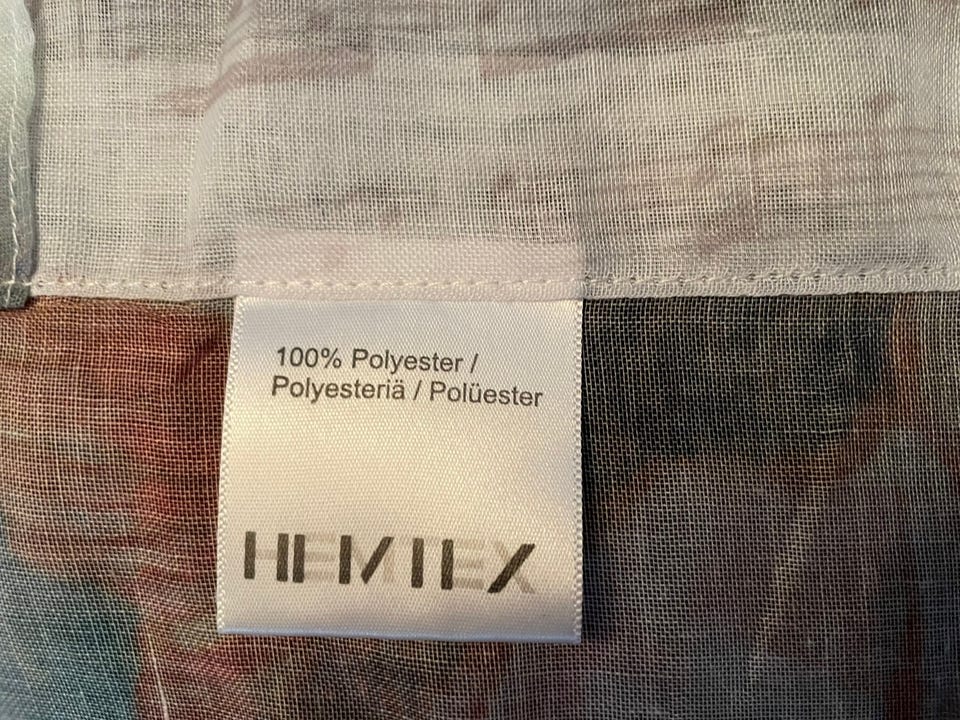 100% Polyester /
Polyesteriä / Polüester
HEMTEX